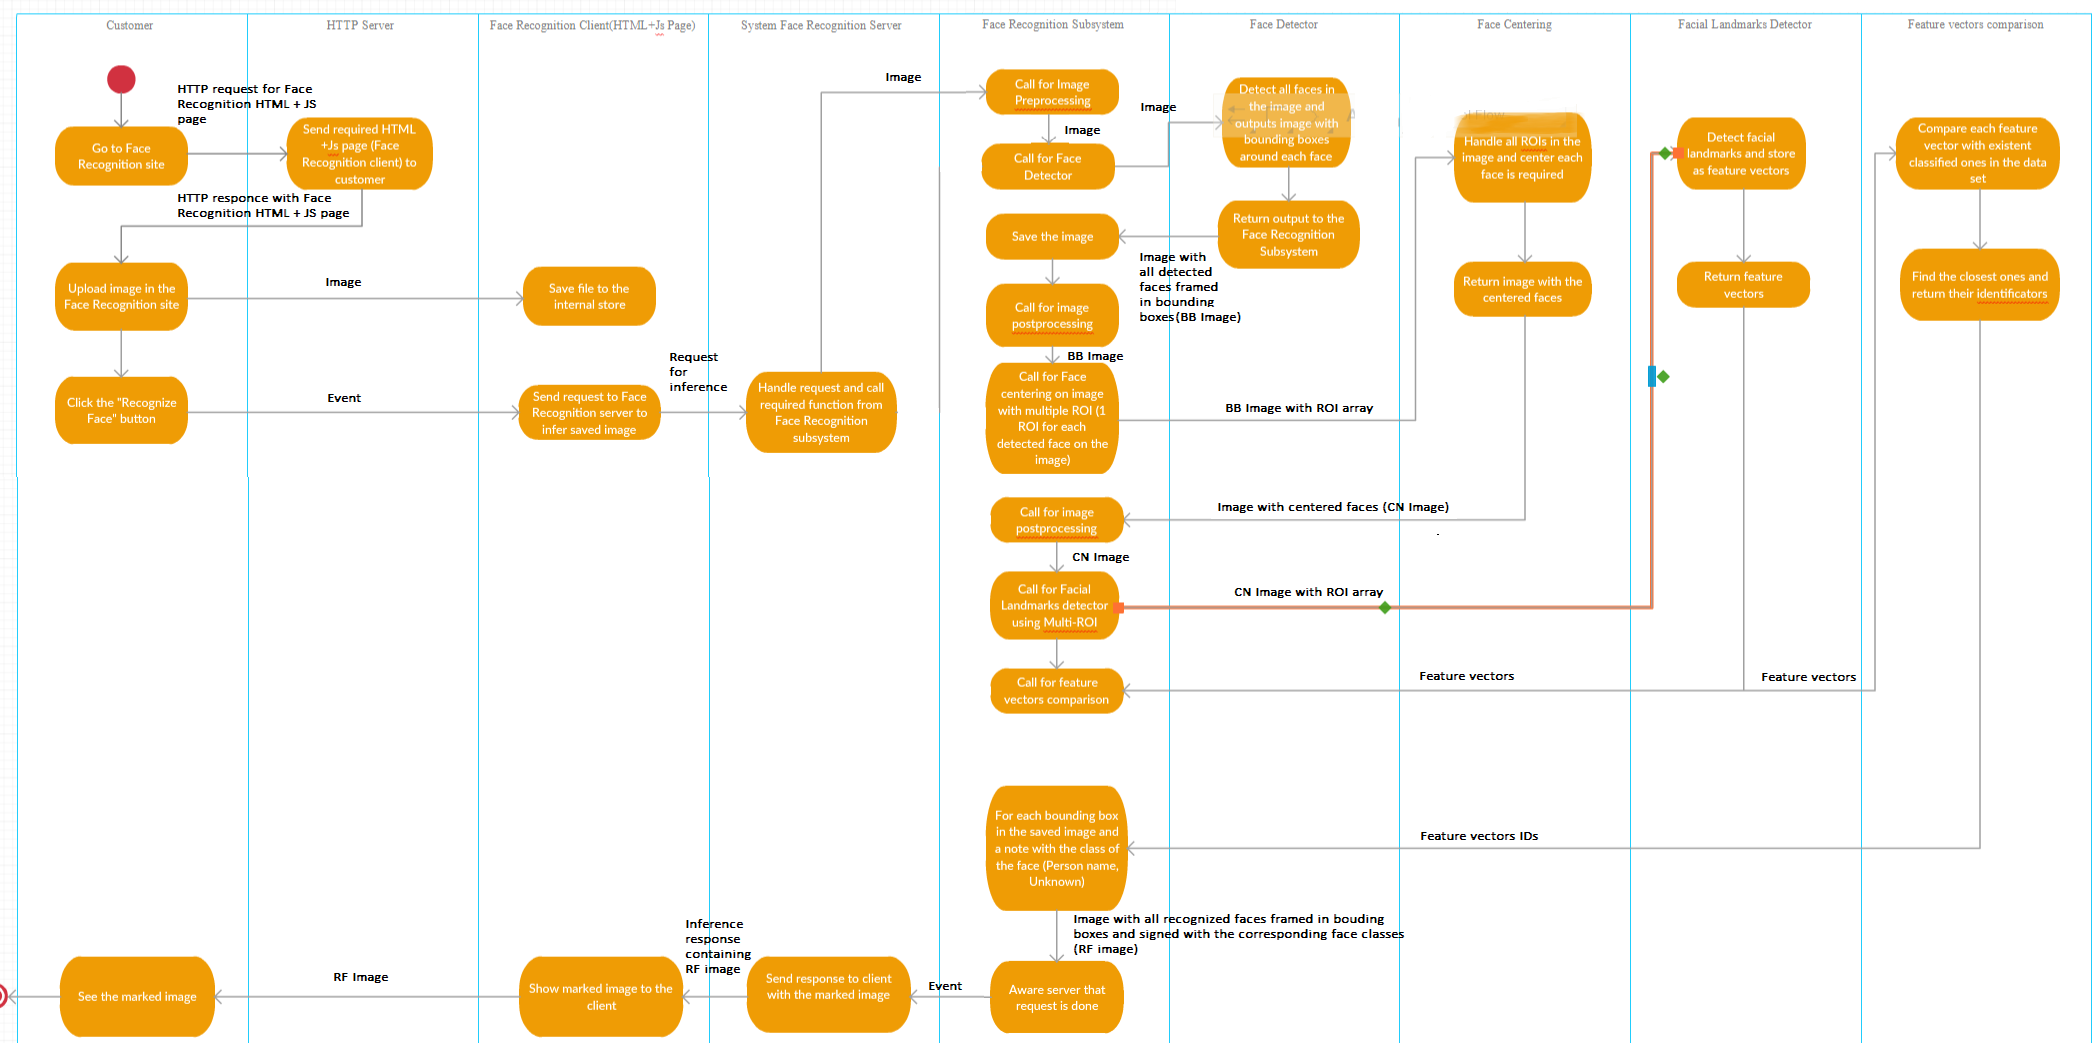 Customer
HTTP Server
Face Recognition Client(HTML+Js Page)
System Face Recognition Server
Face Recognition Subsystem
Face Detector
Face Centering
Facial Landmarks Detector
Feature vectors comparison
HTTP request for Face
Recognition HTML + JS
page
Go to Face
Recognition site
Send required HTML
+Js page (Face
Recognition client) to
customer
HTTP responce with Face
Recognition HTML + JS page
Upload image in the
Face Recognition site
Image
Save file to the
internal store
Click the "Recognize
Face" button
Event
Send request to Face
Recognition server to
infer saved image
Request
for
inference
Handle request and call
required function from
Face Recognition
subsystem
Image
Call for Image
Preprocessing
Image
Call for Face
Detector
Image
Detect all faces in
the image and
outputs image with
bounding boxes
around each face
Return output to the
Face Recognition
Subsystem
Save the image
Image with
all detected
faces framed
in bounding
boxes(BB Image)
Call for image
postprocessing
BB Image
Call for Face
centering on image
with multiple ROI (1
ROI for each
detected face on the
image)
BB Image with ROI array
Flow
Handle all ROIs in the
image and center each
face is required
Return image with the
centered faces
Image with centered faces (CN Image)
.
Call for image
postprocessing
CN Image
Call for Facial
Landmarks detector
using Multi-ROI
CN Image with ROI array
Detect facial
landmarks and store
as feature vectors
Return feature
vectors
Call for feature
vectors comparison
Feature vectors
Feature vectors
Compare each feature
vector with existent
classified ones in the data
set
Find the closest ones and
return their identificators
Feature vectors IDs
For each bounding box
in the saved image and
a note with the class of
the face (Person name,
Unknown)
Image with all recognized faces framed in bouding
boxes and signed with the corresponding face classes
(RF image)
Aware server that
request is done
Event
Send response to client
with the marked image
Inference
response
containing
RF image
Show marked image to the
client
RF Image
See the marked image